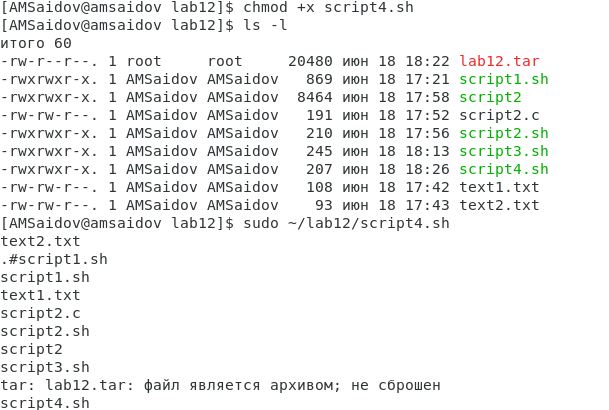 [AMSaidov@amsaidov lab12]$ chmod +x script4.sh
[AMSaidov@amsaidov lab12]$ ls -l
итого 60
-rw-r--r--. 1 root     root     20480 июн 18 18:22 lab12.tar
-rwxrwxr-x. 1 AMSaidov AMSaidov   869 июн 18 17:21 script1.sh
-rwxrwxr-x. 1 AMSaidov AMSaidov  8464 июн 18 17:58 script2
-rw-rw-r--. 1 AMSaidov AMSaidov   191 июн 18 17:52 script2.c
-rwxrwxr-x. 1 AMSaidov AMSaidov   210 июн 18 17:56 script2.sh
-rwxrwxr-x. 1 AMSaidov AMSaidov   245 июн 18 18:13 script3.sh
-rwxrwxr-x. 1 AMSaidov AMSaidov   207 июн 18 18:26 script4.sh
-rw-rw-r--. 1 AMSaidov AMSaidov   108 июн 18 17:42 text1.txt
-rw-rw-r--. 1 AMSaidov AMSaidov    93 июн 18 17:43 text2.txt
[AMSaidov@amsaidov lab12]$ sudo ~/lab12/script4.sh
text2.txt
.#script1.sh
script1.sh
text1.txt
script2.c
script2.sh
script2
script3.sh
tar: lab12.tar: файл является архивом; не сброшен
script4.sh